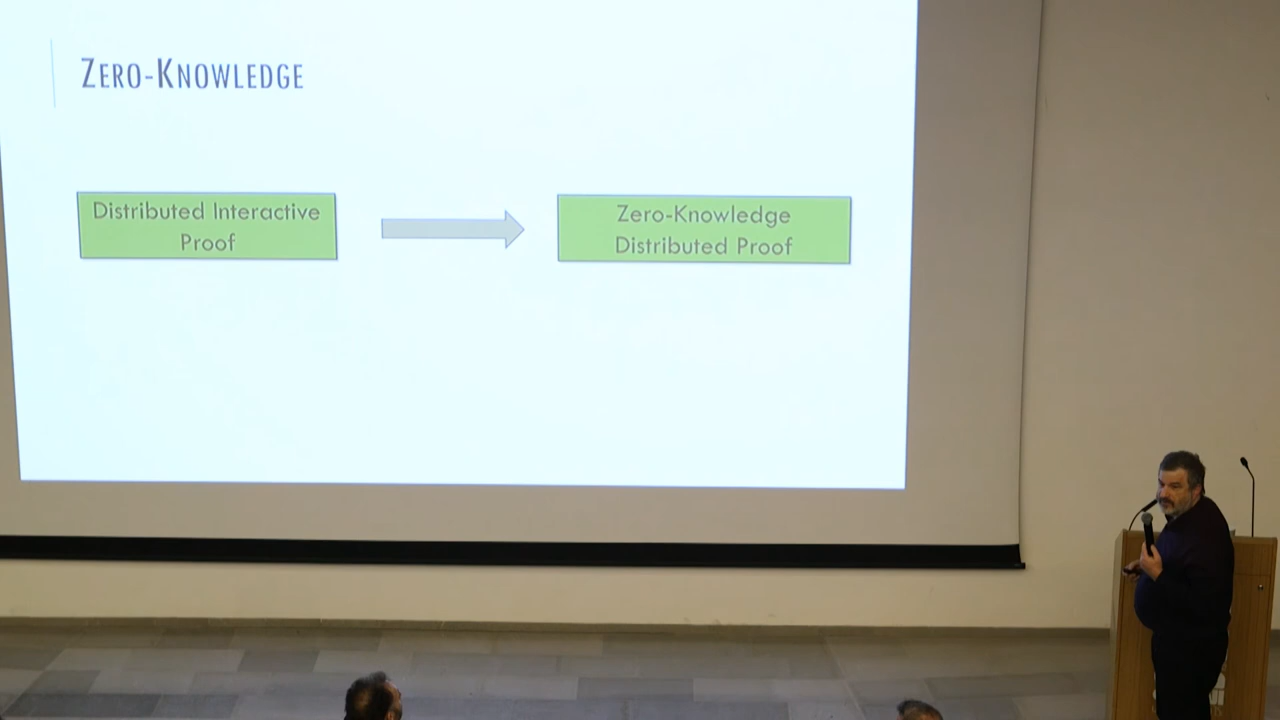 ZERO-KNOWLEDGE
Distributed Interactive
Proof
Zero-Knowledge
Distributed Proof